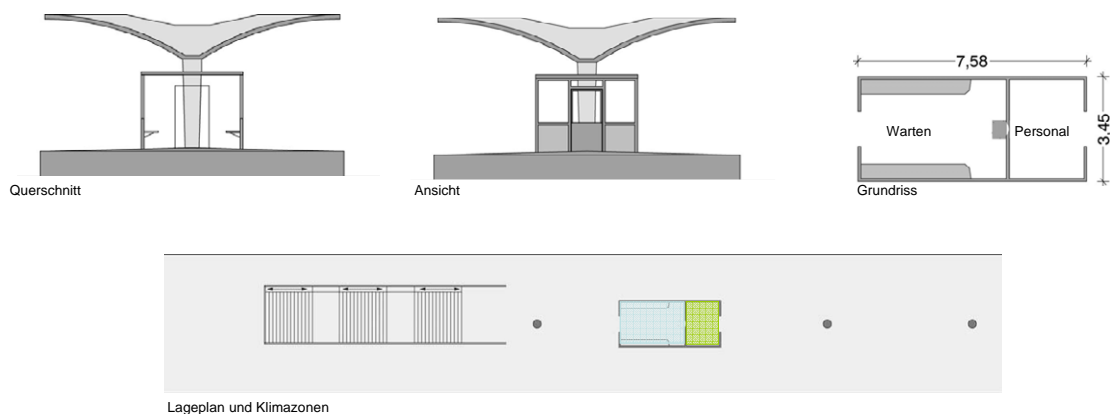 7,58
Warten
Personal
3.45
Querschnitt
Ansicht
Grundriss
Lageplan und Klimazonen